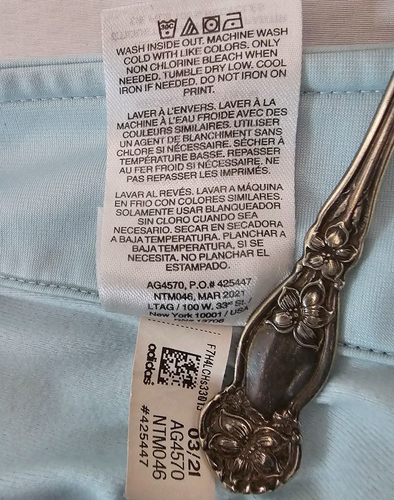 WASH INSIDE OUT. MACHINE WASH
COLD WITH LIKE COLORS. ONLY
NON CHLORINE BLEACH WHEN
NEEDED. TUMBLE DRY LOW. COOL
IRON IF NEEDED. DO NOT IRON ON
PRINT.
LAVER À L'ENVERS. LAVER À LA
MACHINE À L'EAU FROIDE AVEC DES
COULEURS SIMILAIRES. UTILISER
UN AGENT DE BLANCHIMENT SANS
CHLORE SI NÉCESSAIRE. SÉCHER À
TEMPÉRATURE BASSE. REPASSER
AU FER FROID SI NÉCESSAIRE. NE
PAS REPASSER LES IMPRIMÉS.
LAVAR AL REVÉS. LAVAR A MÁQUINA
EN FRIO CON COLORES SIMILARES.
SOLAMENTE USAR BLANQUEADOR
SIN CLORO CUANDO SEA
NECESARIO. SECAR EN SECADORA
A BAJA TEMPERATURA. PLANCHAR
A BAJA TEMPERATURA, SI SE
NECESITA. NO PLANCHAR EL
ESTAMPADO.
AG4570, P.O.# 425447
NTM046, MAR 2021
LTAG / 100 W. 33rd St. /
New York 10001 / USA
adidas
03/21
AG4570
NTM046
#425447